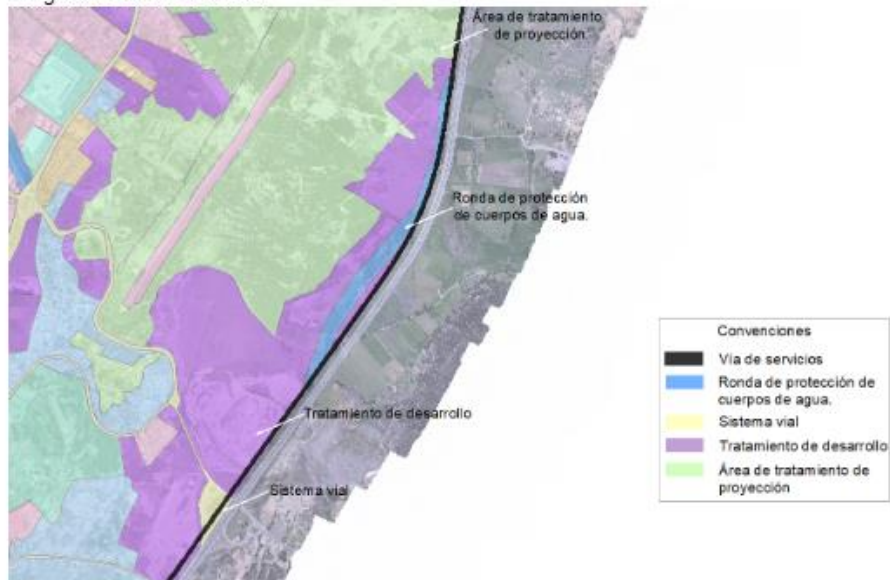 Área de tratamiento
de proyección
Ronda de protección
de cuerpos de agua.
Tratamiento de desarrollo
Sistema vial
Convenciones
Vía de servicios
Ronda de protección de
cuerpos de agua.
Sistema vial
Tratamiento de desarrollo
Área de tratamiento de
proyección